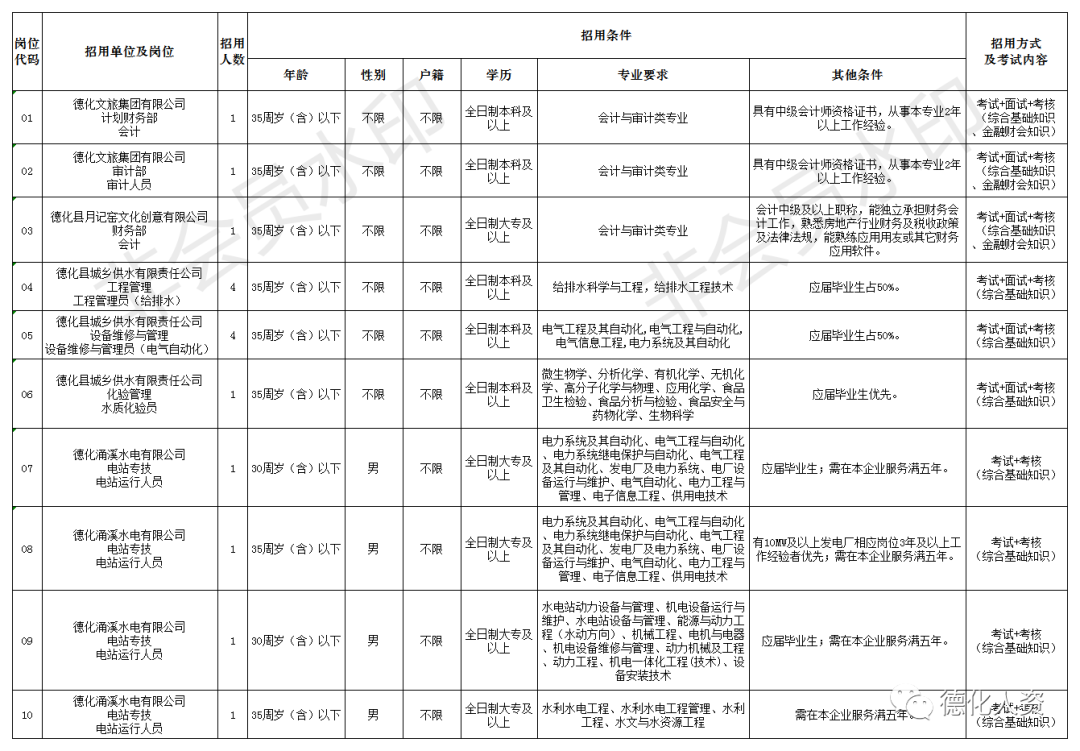 岗位
代码
招用单位及岗位
招用
人数
招用条件
招用方式
及考试内容
年龄
性别
户籍
学历
专业要求
其他条件
01
德化文旅集团有限公司
计划财务部
会计
1
35周岁（含）以下
不限
不限
全日制本科及
以上
会计与审计类专业
具有中级会计师资格证书，从事本专业2年
以上工作经验。
考试+面试+考核
（综合基础知识
、金融财会知识）
02
德化文旅集团有限公司
审计部
审计人员
1
35周岁（含）以下
不限
不限
全日制本科及
以上
会计与审计类专业
具有中级会计师资格证书，从事本专业2年
以上工作经验。
考试+面试+考核
（综合基础知识
、金融财会知识）
03
德化县月记窑文化创意有限公司
财务部
会计
1
35周岁（含）以下
不限
不限
全日制大专及
以上
会计与审计类专业
会计中级及以上职称，能独立承担财务会
计工作，熟悉房地产行业财务及税收政策
及法律法规，能熟练应用用友或其它财务
应用软件。
考试+面试+考核
（综合基础知识
、金融财会知识）
04
德化县城乡供水有限责任公司
工程管理
工程管理员（给排水）
4
35周岁（含）以下
不限
不限
全日制本科及
以上
给排水科学与工程，给排水工程技术
应届毕业生占50%。
考试+面试+考核
（综合基础知识）
05
德化县城乡供水有限责任公司
设备维修与管理
设备维修与管理员（电气自动化）
4
35周岁（含）以下
不限
不限
全日制本科及
以上
电气工程及其自动化,电气工程与自动化,
电气信息工程,电力系统及其自动化
应届毕业生占50%。
考试+面试+考核
（综合基础知识）
06
德化县城乡供水有限责任公司
化验管理
水质化验员
1
35周岁（含）以下
不限
不限
全日制本科及
以上
微生物学、分析化学、有机化学、无机化
学、高分子化学与物理、应用化学、食品
卫生检验、食品分析与检验、食品安全与
药物化学、生物科学
应届毕业生优先。
考试+面试+考核
（综合基础知识）
07
德化涌溪水电有限公司
电站专技
电站运行人员
1
30周岁（含）以下
男
不限
全日制大专及
以上
电力系统及其自动化、电气工程与自动化
、电力系统继电保护与自动化、电气工程
及其自动化、发电厂及电力系统、电厂设
备运行与维护、电气自动化、电力工程与
管理、电子信息工程、供用电技术
应届毕业生；需在本企业服务满五年。
考试+考核
（综合基础知识）
08
德化涌溪水电有限公司
电站专技
电站运行人员
1
35周岁（含）以下
男
不限
全日制大专及
以上
电力系统及其自动化、电气工程与自动化
、电力系统继电保护与自动化、电气工程
及其自动化、发电厂及电力系统、电厂设
备运行与维护、电气自动化、电力工程与
管理、电子信息工程、供用电技术
有10MW及以上发电厂相应岗位3年及以上工
作经验者优先；需在本企业服务满五年。
考试+考核
（综合基础知识）
09
德化涌溪水电有限公司
电站专技
电站运行人员
1
30周岁（含）以下
男
不限
全日制大专及
以上
水电站动力设备与管理、机电设备运行与
维护、水电站设备与管理、能源与动力工
程（水动方向）、机械工程、电机与电器
、机电设备维修与管理、动力机械及工程
、动力工程、机电一体化工程(技术)、设
备安装技术
应届毕业生；需在本企业服务满五年。
考试+考核
（综合基础知识）
10
德化涌溪水电有限公司
电站专技
电站运行人员
1
35周岁（含）以下
男
不限
全日制大专及
以上
水利水电工程、水利水电工程管理、水利
工程、水文与水资源工程
需在本企业服务满五年。
考试+考核
（综合基础知识）
非会员水印
非会员水印
德化人资